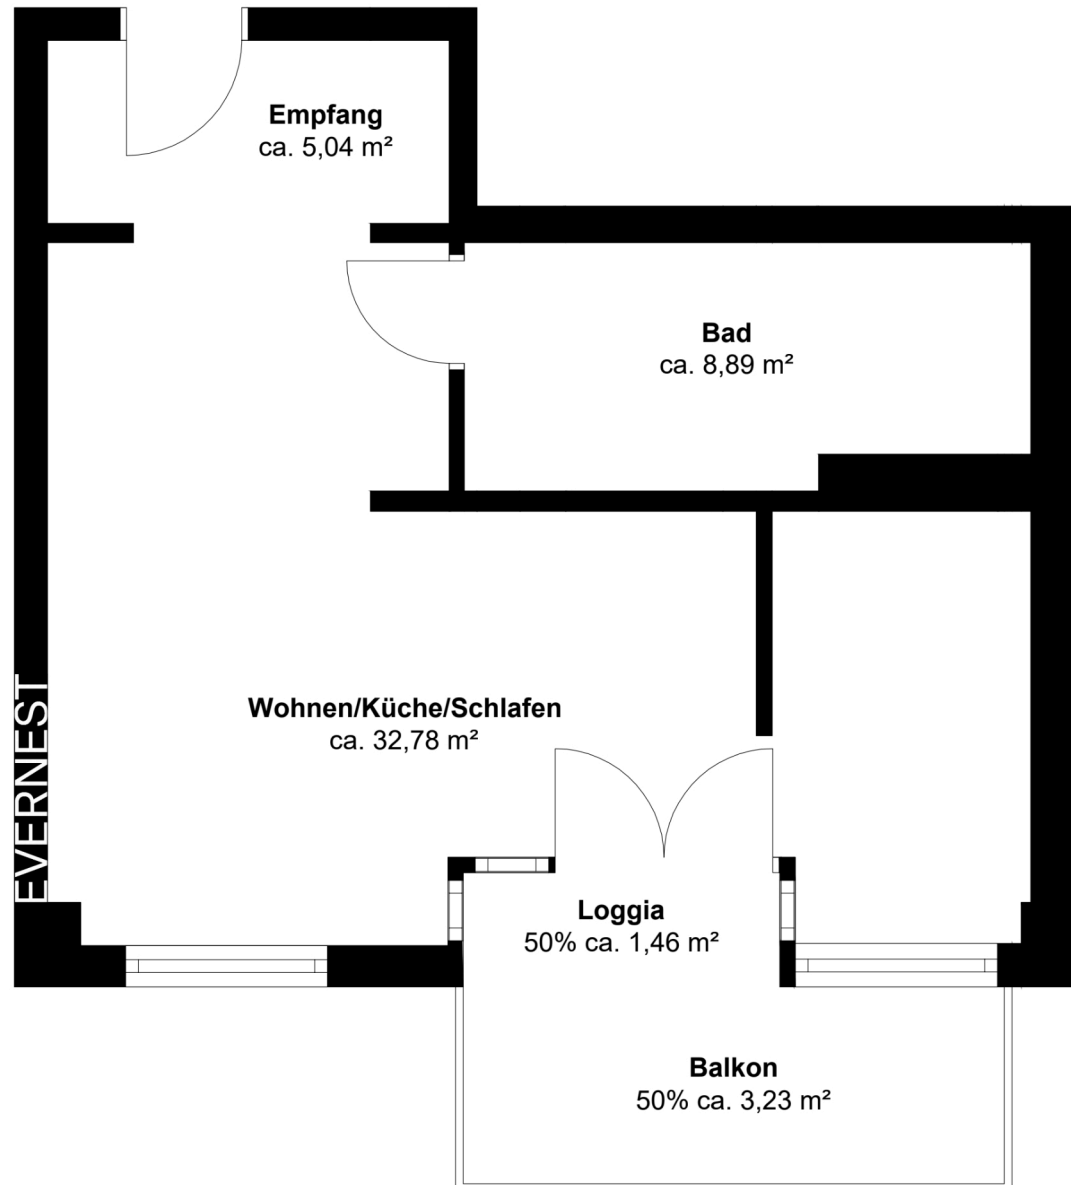 Empfang
ca. 5,04 m²
Bad
ca. 8,89 m²
Wohnen/Küche/Schlafen
ca. 32,78 m²
EVERNEST
Loggia
50% ca. 1,46 m²
Balkon
50% ca. 3,23 m²